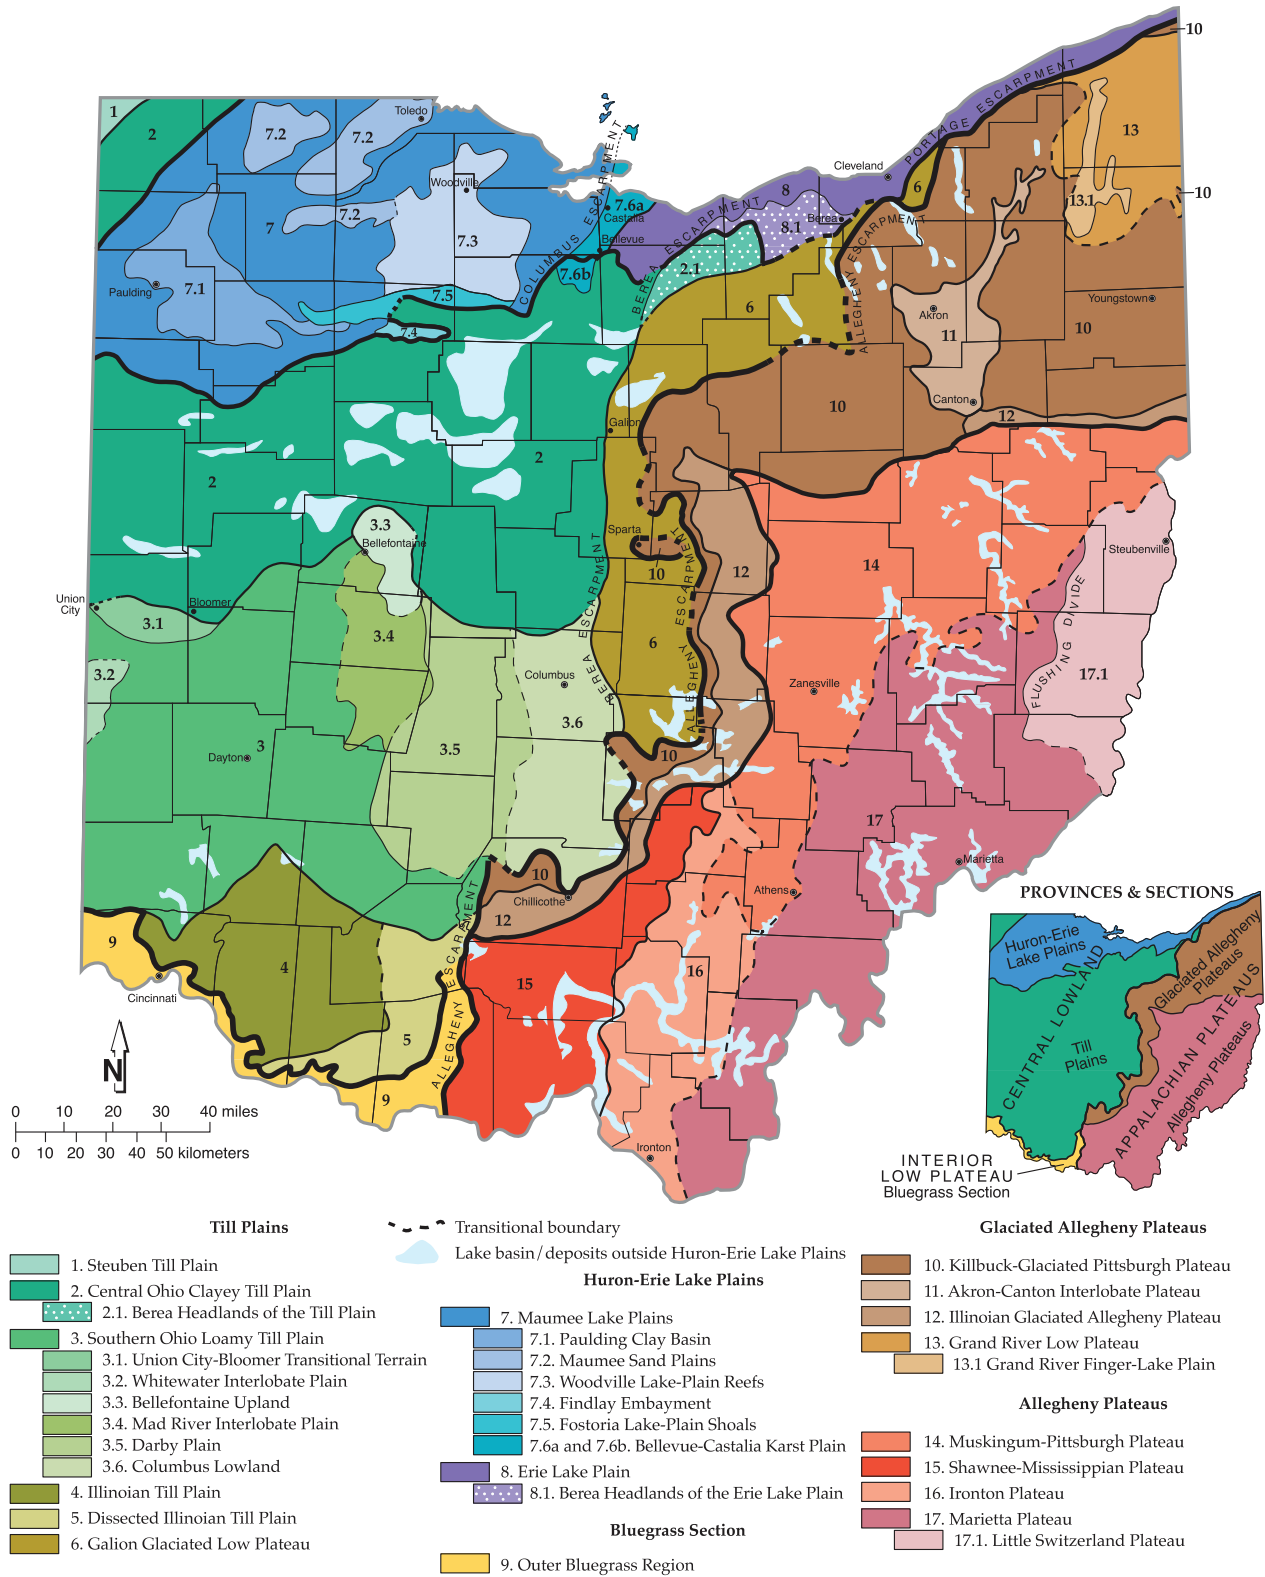 10
1
2
7.2
7.2
Toledo
13
COLUMBUS ESCARPMENT
PORTAGE ESCARPMENT
Cleveland
Woodville
7.2
7
7.3
7.6a
Castalia
Bellevue
8
8.1
Berea
6
13.1
10
BEREA ESCARPMENT
ALLEGHENY ESCARPMENT
7.6b
2.1
Paulding
7.1
7.5
7.4
6
Akron
11
Youngstown
10
Canton
12
10
Galion
2
2
3.3
Bellefontaine
Sparta
10
12
14
Steubenville
Union
City
Bloomer
3.1
3.4
BEREA ESCARPMENT
ALLEGHENY ESCARPMENT
6
FLUSHING DIVIDE
17.1
3.2
Columbus
Zanesville
3.6
3
3.5
Dayton
10
17
Marietta
10
Chillicothe
Athens
12
9
4
15
16
Cincinnati
5
ALLEGHENY ESCARPMENT
9
Ironton
N
0 10 20 30 40 miles
0 10 20 30 40 50 kilometers
PROVINCES & SECTIONS
Huron-Erie
Lake Plains
CENTRAL LOWLAND
Till
Plains
Glaciated Allegheny
Plateaus
APPALACHIAN PLATEAUS
Allegheny Plateaus
INTERIOR
LOW PLATEAU
Bluegrass Section
Till Plains
1. Steuben Till Plain
2. Central Ohio Clayey Till Plain
2.1. Berea Headlands of the Till Plain
3. Southern Ohio Loamy Till Plain
3.1. Union City-Bloomer Transitional Terrain
3.2. Whitewater Interlobate Plain
3.3. Bellefontaine Upland
3.4. Mad River Interlobate Plain
3.5. Darby Plain
3.6. Columbus Lowland
4. Illinoian Till Plain
5. Dissected Illinoian Till Plain
6. Galion Glaciated Low Plateau
Transitional boundary
Lake basin/deposits outside Huron-Erie Lake Plains
Huron-Erie Lake Plains
7. Maumee Lake Plains
7.1. Paulding Clay Basin
7.2. Maumee Sand Plains
7.3. Woodville Lake-Plain Reefs
7.4. Findlay Embayment
7.5. Fostoria Lake-Plain Shoals
7.6a and 7.6b. Bellevue-Castalia Karst Plain
8. Erie Lake Plain
8.1. Berea Headlands of the Erie Lake Plain
Bluegrass Section
9. Outer Bluegrass Region
Glaciated Allegheny Plateaus
10. Killbuck-Glaciated Pittsburgh Plateau
11. Akron-Canton Interlobate Plateau
12. Illinoian Glaciated Allegheny Plateau
13. Grand River Low Plateau
13.1 Grand River Finger-Lake Plain
Allegheny Plateaus
14. Muskingum-Pittsburgh Plateau
15. Shawnee-Mississippian Plateau
16. Ironton Plateau
17. Marietta Plateau
17.1. Little Switzerland Plateau